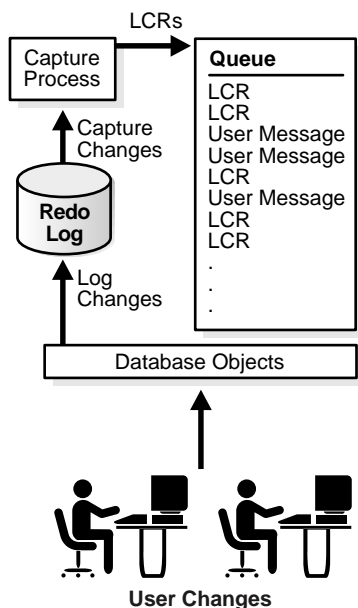 LCRs
Capture
Process
Queue
LCR
LCR
User Message
User Message
LCR
User Message
LCR
LCR
.
.
.
Capture
Changes
Redo
Log
Log
Changes
Database Objects
User Changes